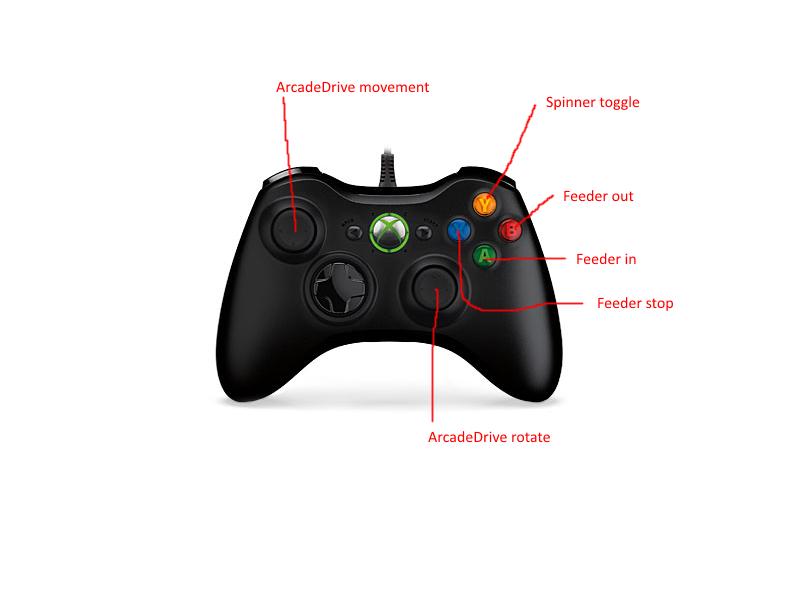 ArcadeDrive movement
Spinner toggle
Y
Feeder out
X
B
A
Feeder in
Feeder stop
ArcadeDrive rotate